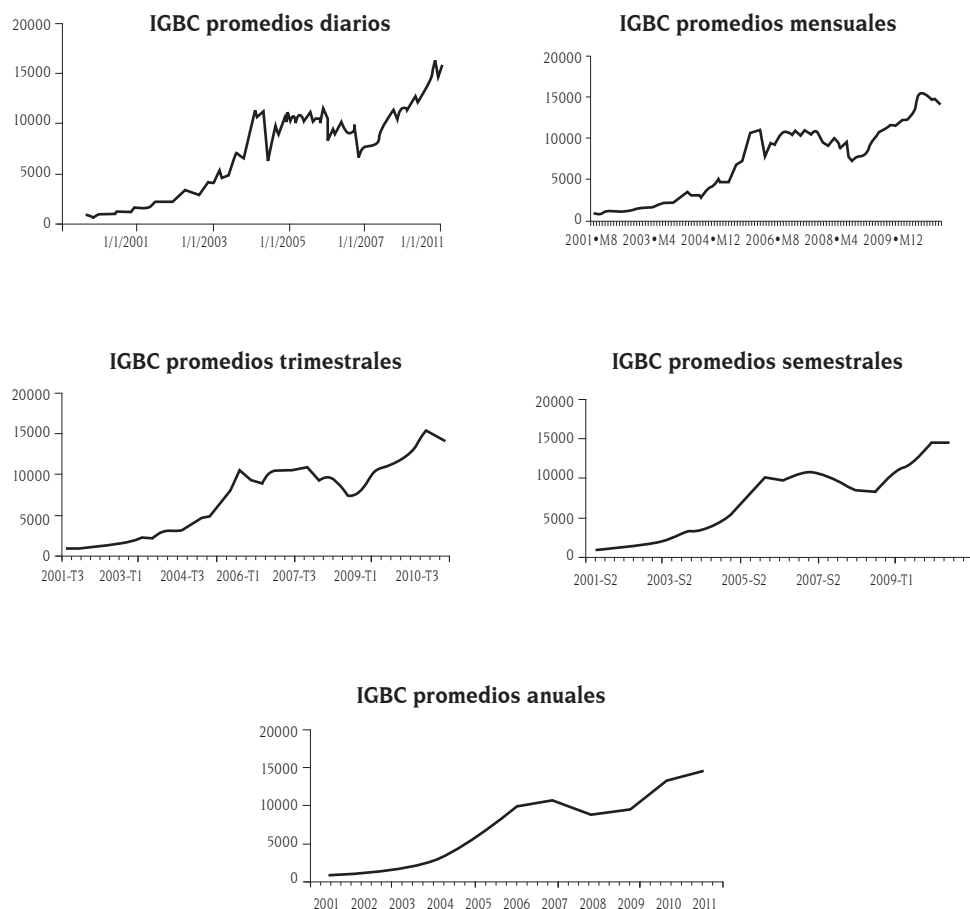 IGBC promedios diarios
20000
15000
10000
5000
0
1/1/2001 1/1/2003 1/1/2005 1/1/2007 1/1/2011
IGBC promedios mensuales
20000
15000
10000
5000
0
2001•M8 2003•M4 2004•M12 2006•M8 2008•M4 2009•M12
IGBC promedios trimestrales
20000
15000
10000
5000
0
2001-T3 2003-T1 2004-T3 2006-T1 2007-T3 2009-T1 2010-T3
IGBC promedios semestrales
20000
15000
10000
5000
0
2001-S2 2003-S2 2005-S2 2007-S2 2009-T1
IGBC promedios anuales
20000
15000
10000
5000
0
2001 2002 2003 2004 2005 2006 2007 2008 2009 2010 2011